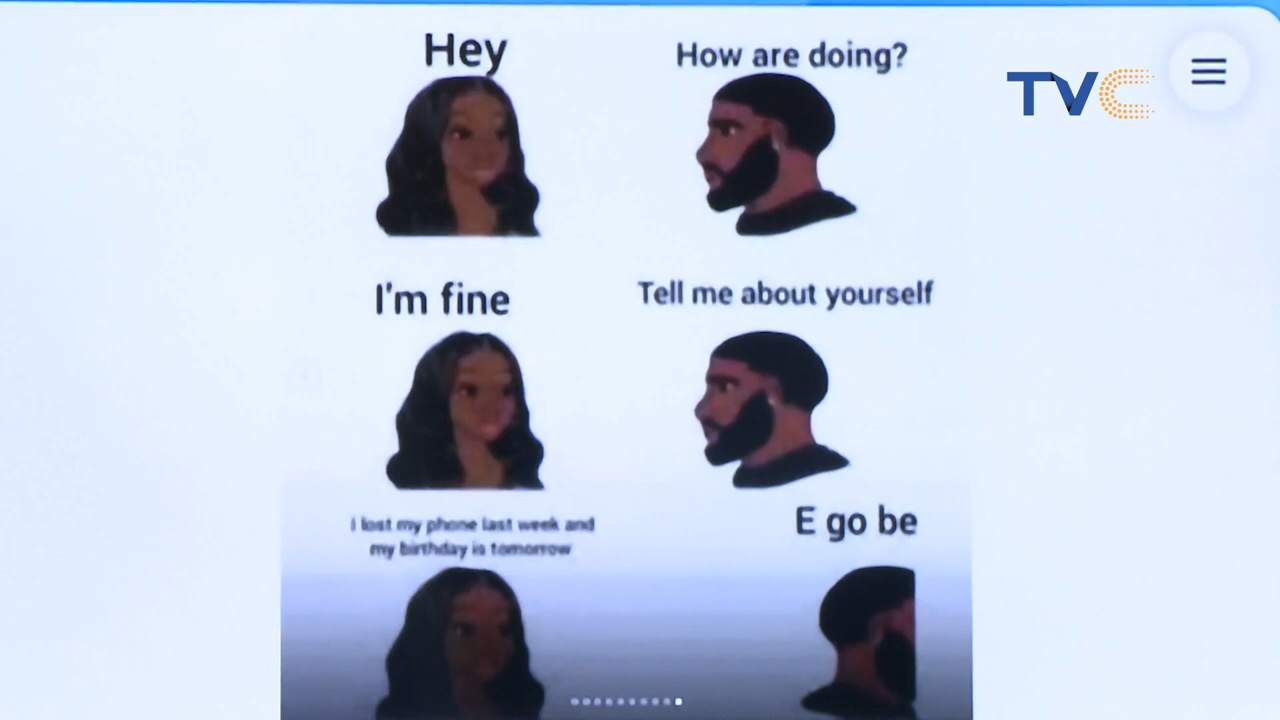 Hey
How are doing?
TVC
I'm fine
Tell me about yourself
I lost my phone last week and
my birthday is tomorrow
E go be